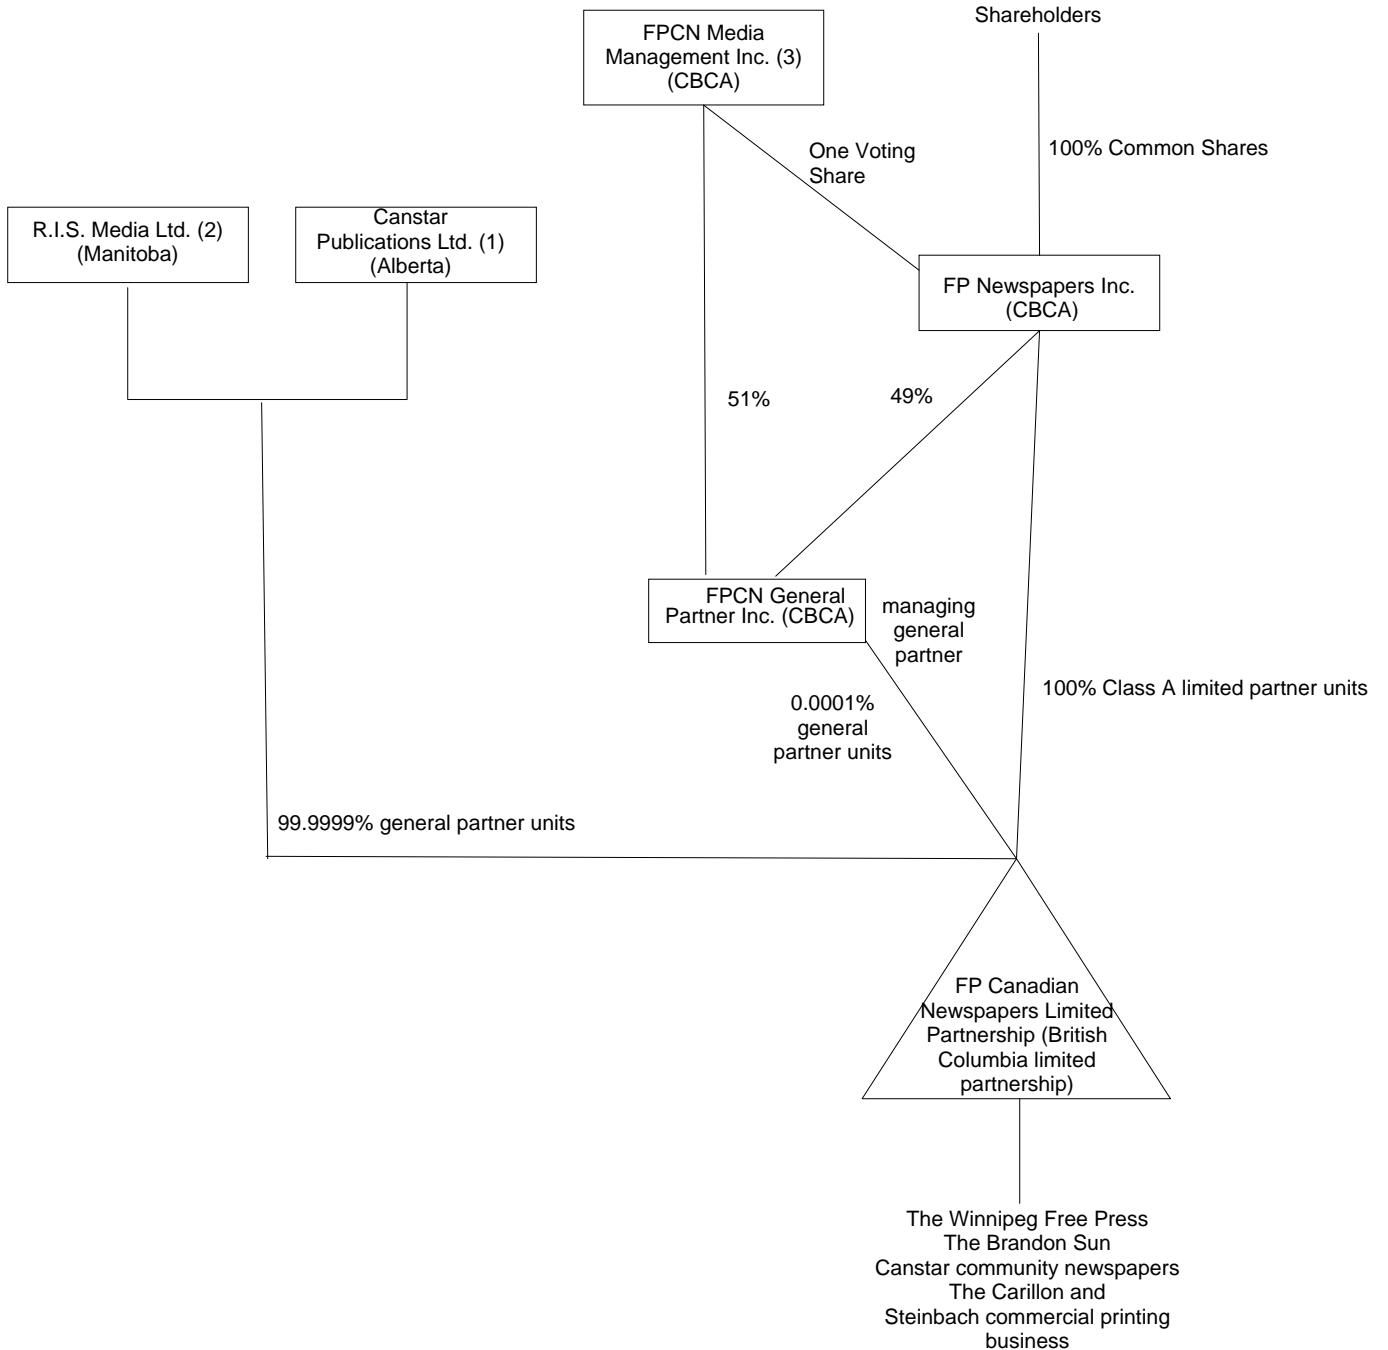 Shareholders
FPCN Media
Management Inc. (3)
(CBCA)
One Voting
Share
100% Common Shares
R.I.S. Media Ltd. (2)
(Manitoba)
Canstar
Publications Ltd. (1)
(Alberta)
FP Newspapers Inc.
(CBCA)
51%
49%
FPCN General
Partner Inc. (CBCA)
managing
general
partner
100% Class A limited partner units
0.0001%
general
partner units
99.9999% general partner units
FP Canadian
Newspapers Limited
Partnership (British
Columbia limited
partnership)
The Winnipeg Free Press
The Brandon Sun
Canstar community newspapers
The Carillon and
Steinbach commercial printing
business